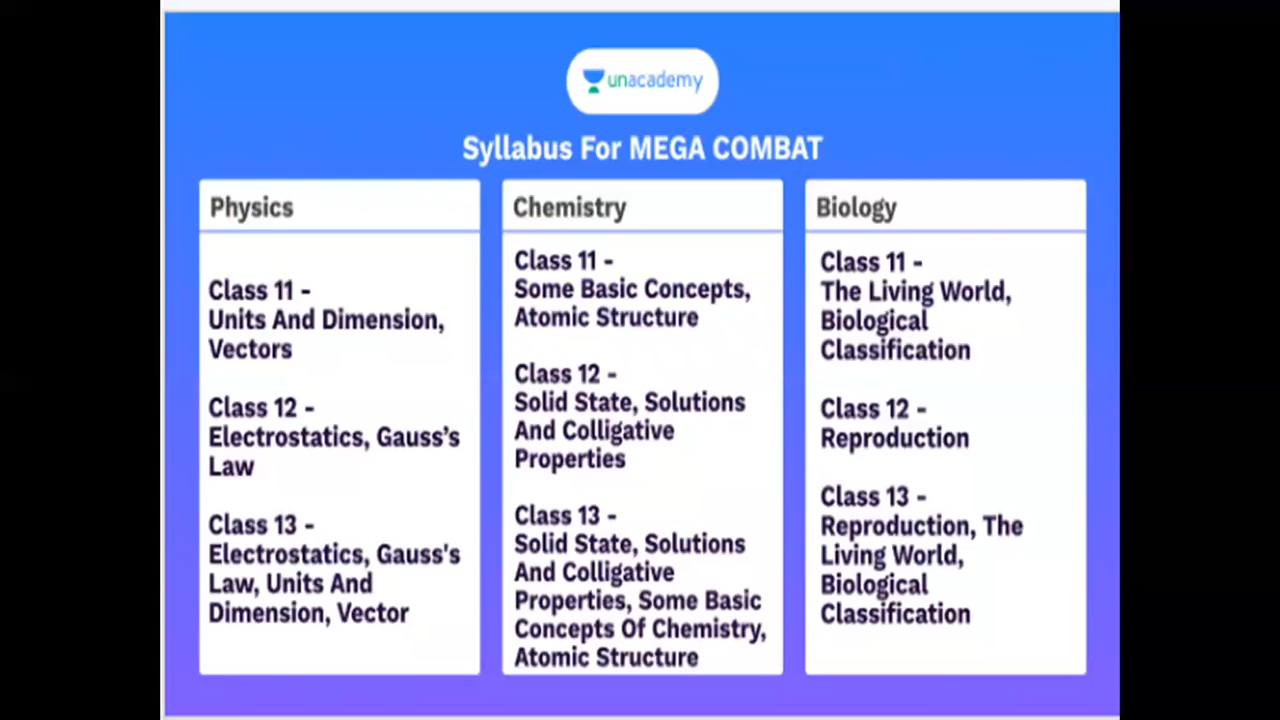 unacademy
Syllabus For MEGA COMBAT
Physics
Class 11 -
Units And Dimension,
Vectors
Class 12 -
Electrostatics, Gauss’s
Law
Class 13 -
Electrostatics, Gauss's
Law, Units And
Dimension, Vector
Chemistry
Class 11 -
Some Basic Concepts,
Atomic Structure
Class 12 -
Solid State, Solutions
And Colligative
Properties
Class 13 -
Solid State, Solutions
And Colligative
Properties, Some Basic
Concepts Of Chemistry,
Atomic Structure
Biology
Class 11 -
The Living World,
Biological
Classification
Class 12 -
Reproduction
Class 13 -
Reproduction, The
Living World,
Biological
Classification